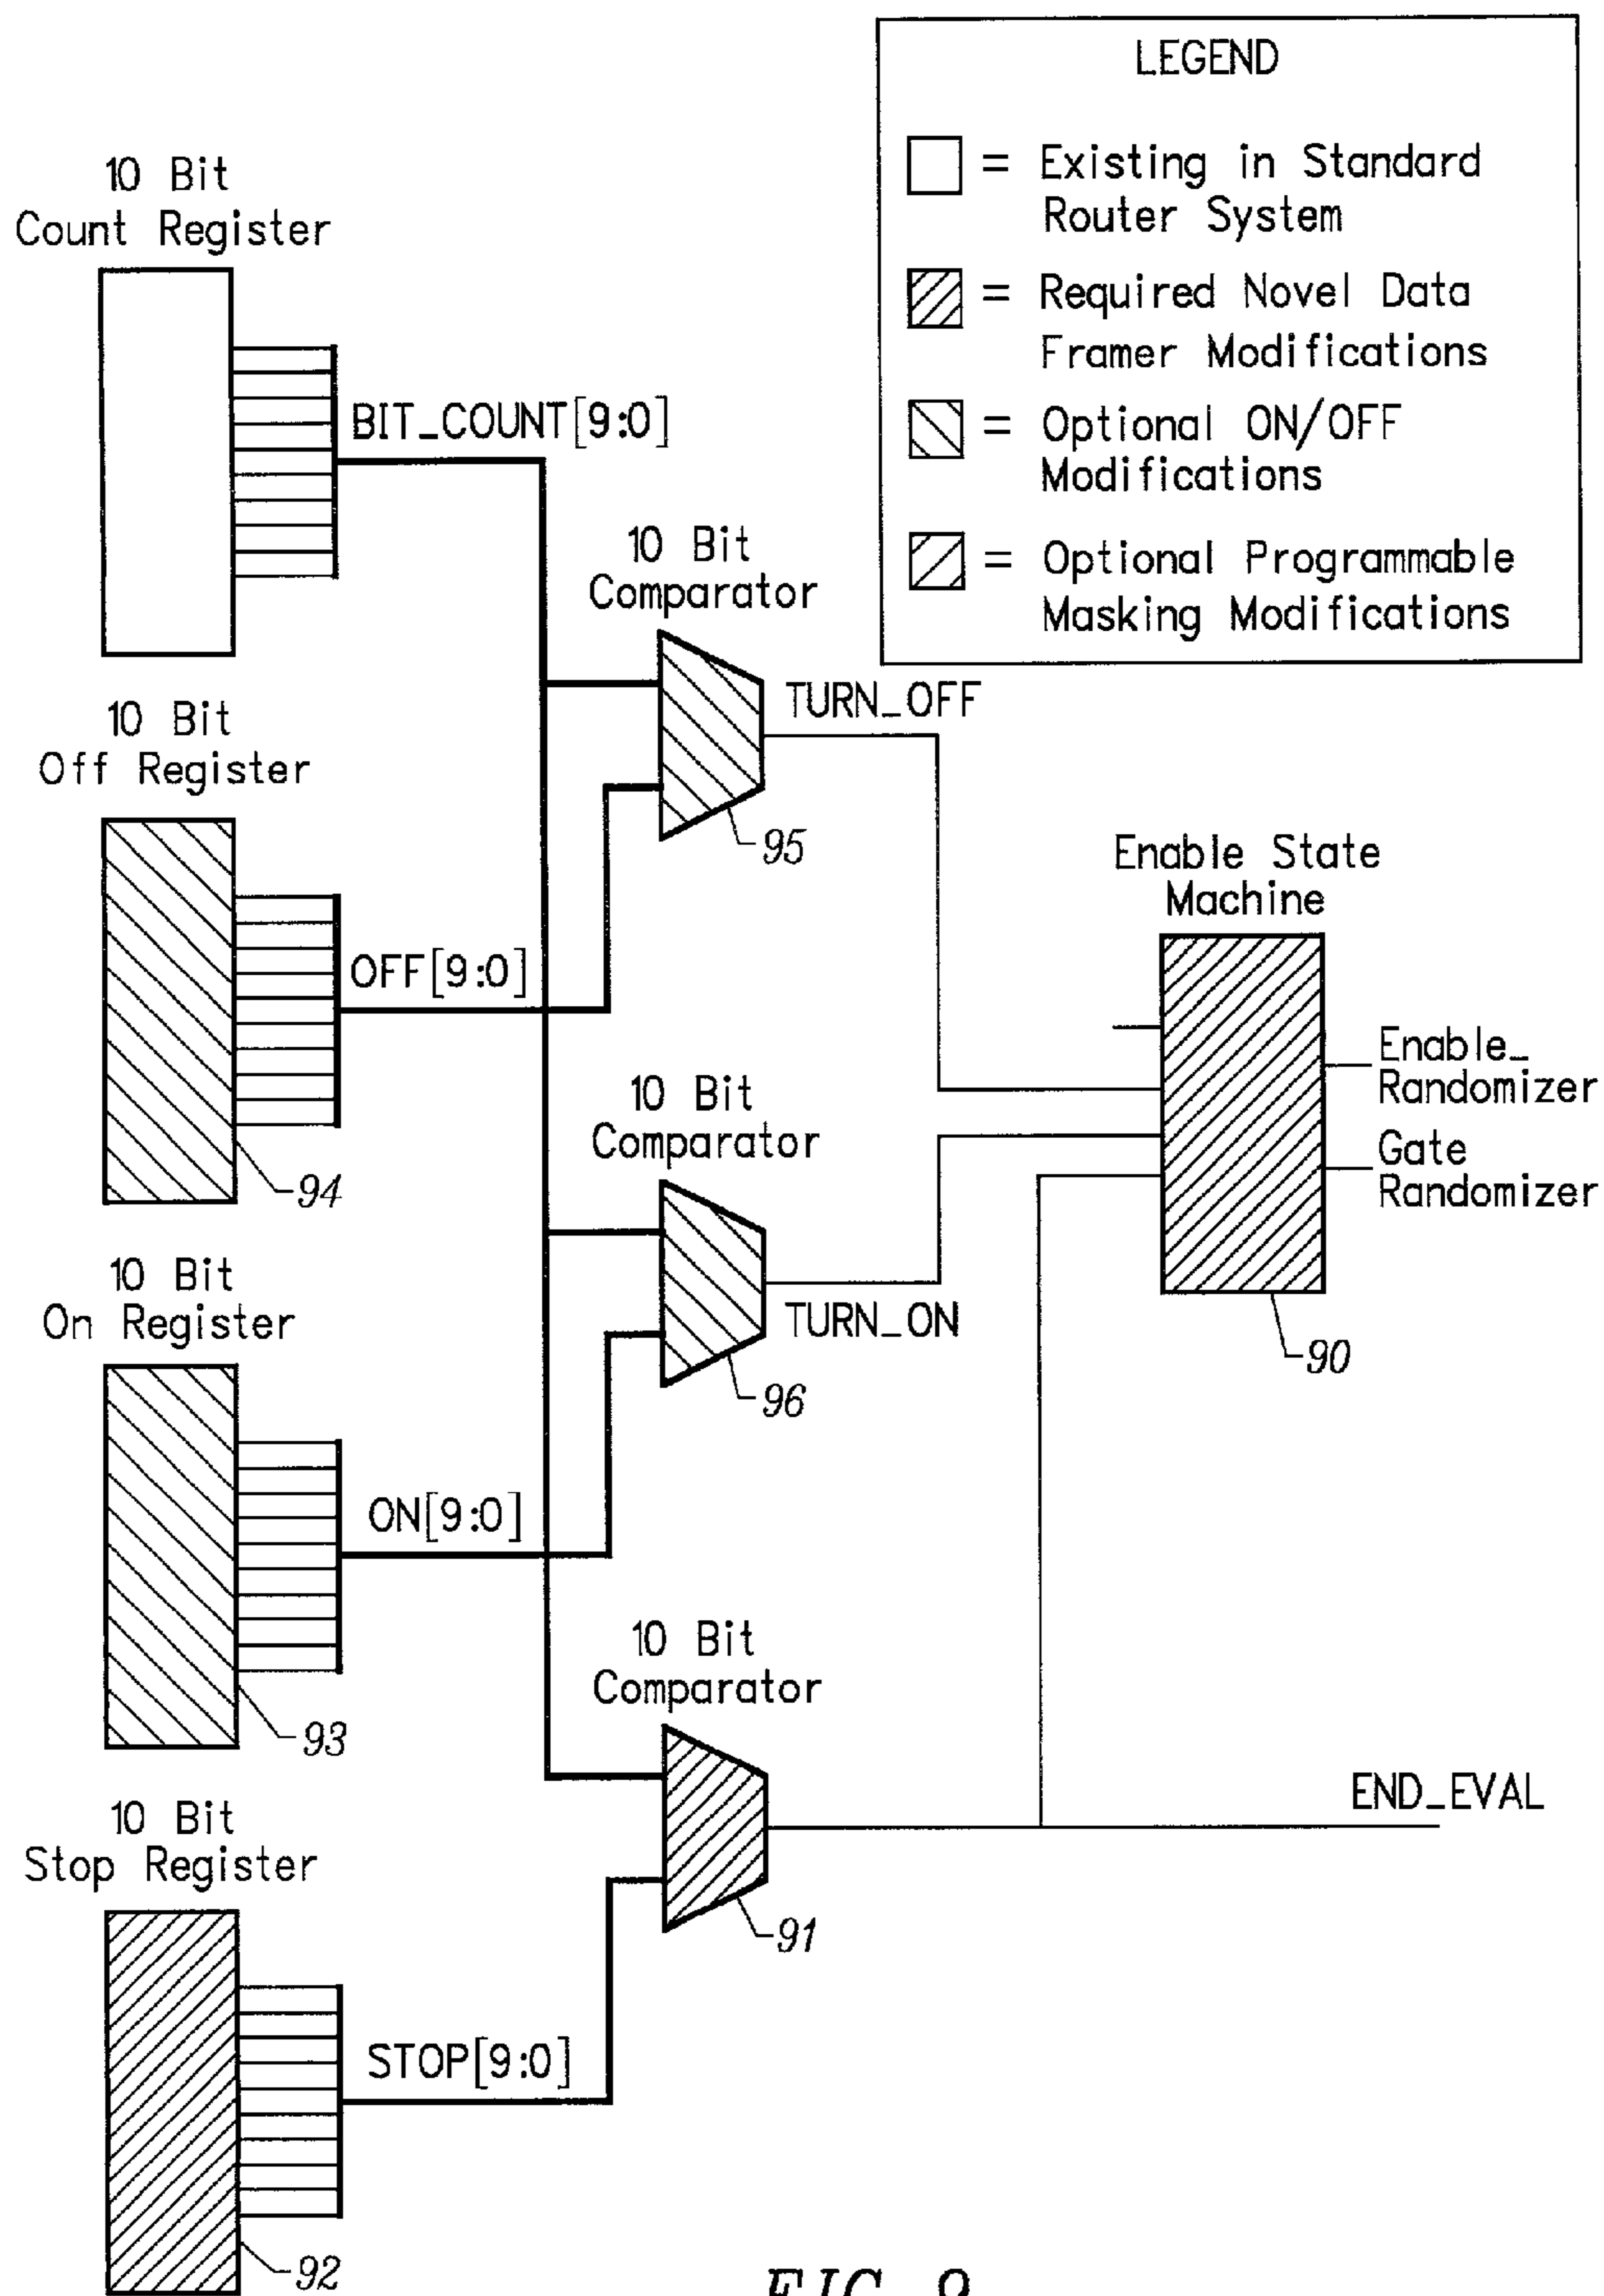 LEGEND
= Existing in Standard
Router System
= Required Novel Data
Framer Modifications
= Optional ON/OFF
Modifications
= Optional Programmable
Masking Modifications
10 Bit
Count Register
BIT_COUNT[9:0]
10 Bit
Comparator
TURN_OFF
95
10 Bit
Off Register
OFF[9:0]
94
Enable State
Machine
Enable_
Randomizer
Gate
Randomizer
90
10 Bit
Comparator
TURN_ON
96
10 Bit
On Register
ON[9:0]
93
10 Bit
Comparator
END_EVAL
91
10 Bit
Stop Register
STOP[9:0]
92
FIG. 9